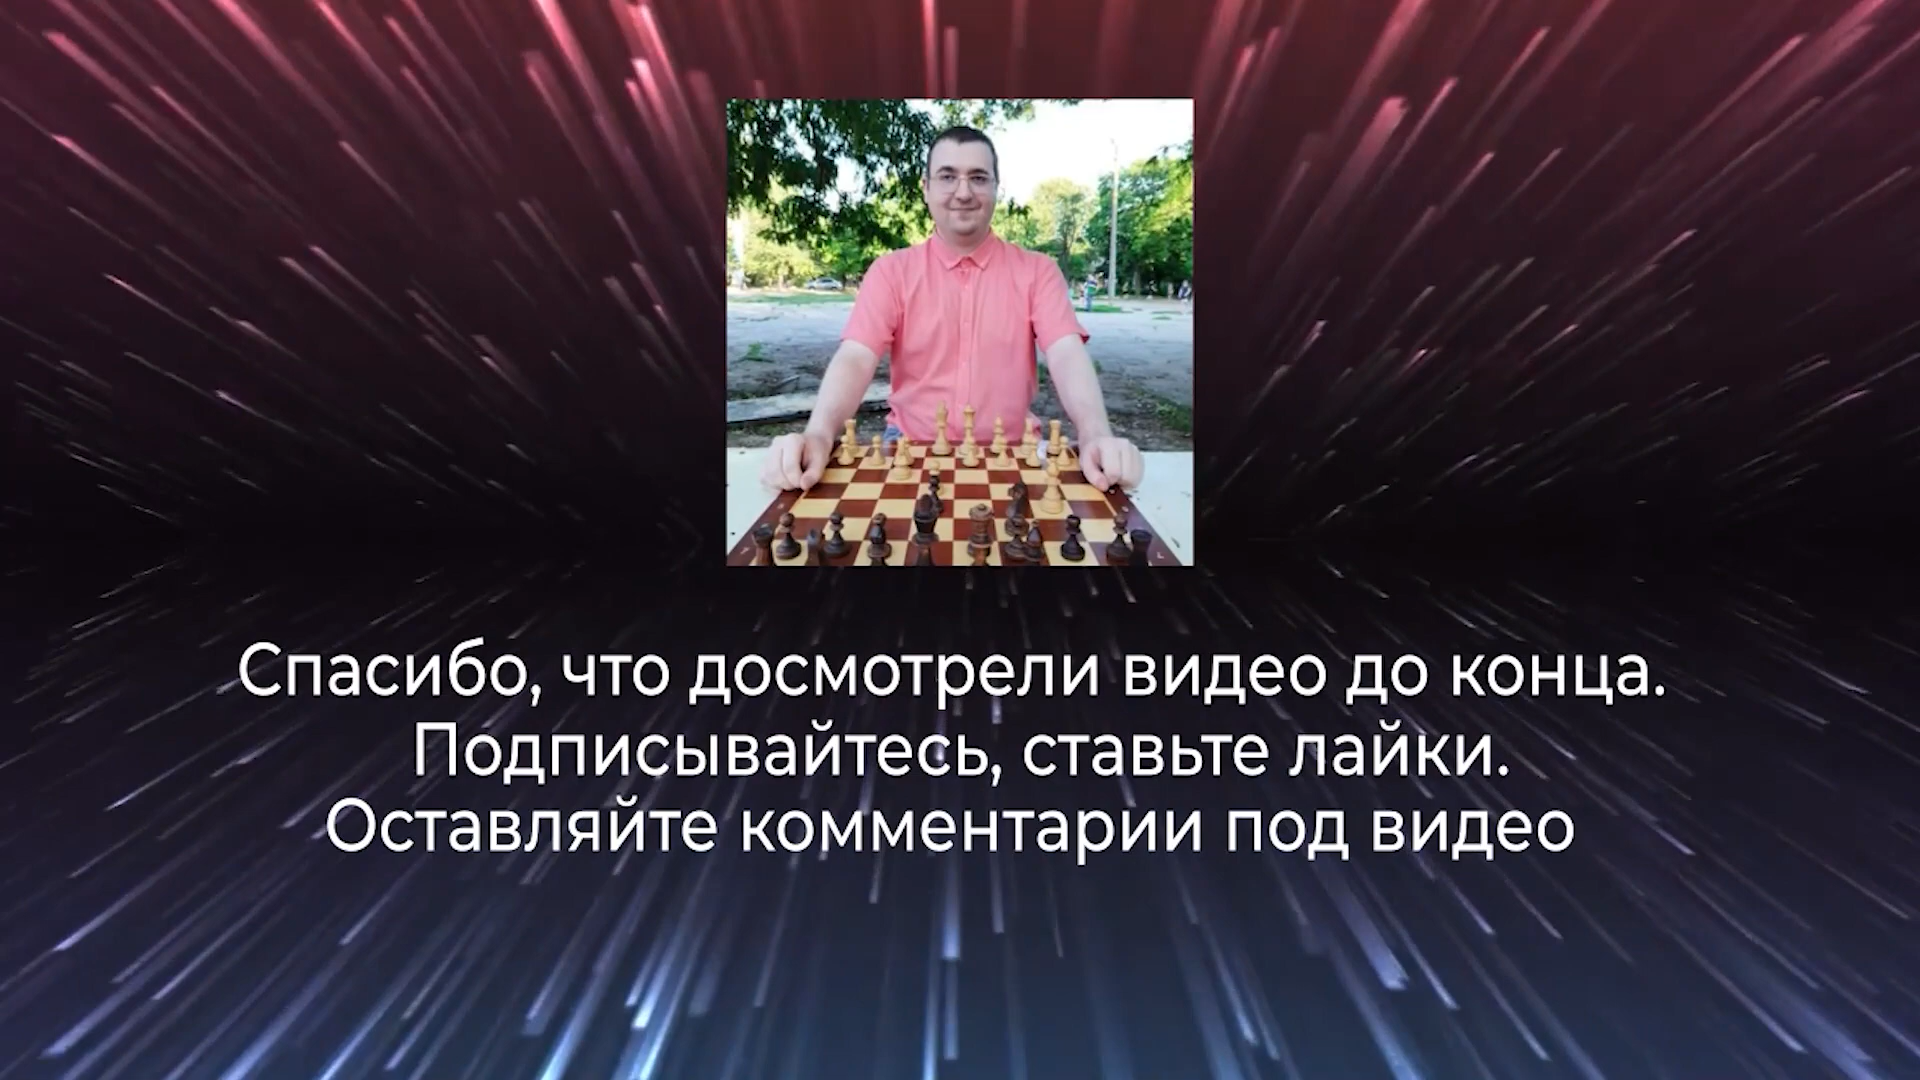 Спасибо, что досмотрели видео до конца.
Подписывайтесь, ставьте лайки.
Оставляйте комментарии под видео